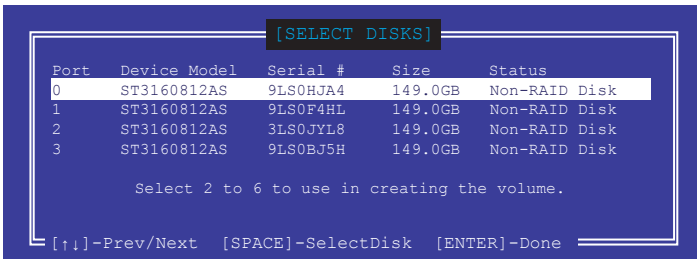 [SELECT DISKS]
Port Device Model Serial # Size Status
0 ST3160812AS 9LS0HJA4 149.0GB Non-RAID Disk
1 ST3160812AS 9LS0F4HL 149.0GB Non-RAID Disk
2 ST3160812AS 3LS0JYL8 149.0GB Non-RAID Disk
3 ST3160812AS 9LS0BJ5H 149.0GB Non-RAID Disk
Select 2 to 6 to use in creating the volume.
[↑↓]-Prev/Next [SPACE]-SelectDisk [ENTER]-Done